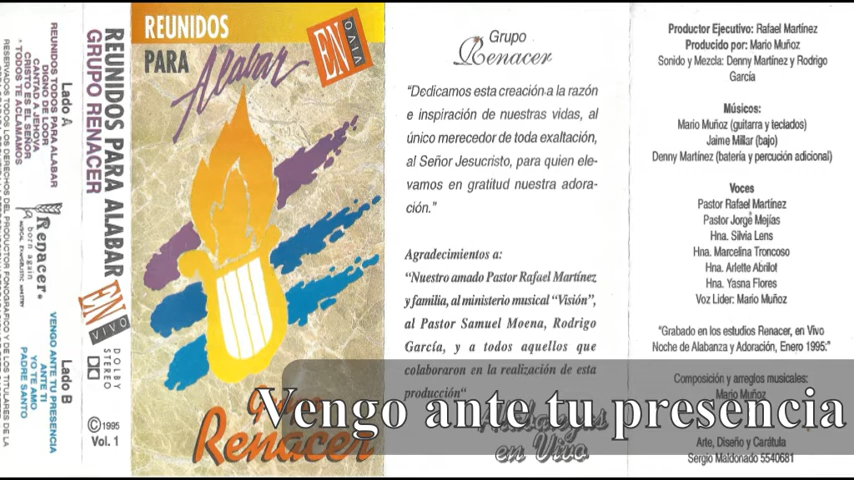 RESERVADOS TODOS LOS DERECHOS DEL PRODUCTOR FONOGRAFICO Y DE LOS TITULARES DE LA
Lado A
REUNIDOS TODOS PARA ALABAR
DIGNO DE LOOR
CANTAD A JEHOVA
CRISTO ES EL SEÑOR
* TODOS TE ACLAMAMOS
Renacer
born again
MUSICAL EVANGELISTIC MINISTRY
Lado B
VENGO ANTE TU PRESENCIA
ANTE TI
YO TE AMO
PADRE SANTO
REUNIDOS PARA ALABAR
GRUPO RENACER
EN
VIVO
DOLBY
STEREO
©1995
Vol. 1
REUNIDOS
PARA
Alabar
EN
VIVO
Grupo
Renacer
Grupo
Renacer
"Dedicamos esta creación a la razón
e inspiración de nuestras vidas, al
único merecedor de toda exaltación,
al Señor Jesucristo, para quien ele-
vamos en gratitud nuestra adora-
ción."
Agradecimientos a:
"Nuestro amado Pastor Rafael Martínez
y familia, al ministerio musical "Visión",
al Pastor Samuel Moena, Rodrigo
García, y a todos aquellos que
colaboraron en la realización de esta
producción"
en Vivo
Productor Ejecutivo: Rafael Martínez
Producido por: Mario Muñoz
Sonido y Mezcla: Denny Martínez y Rodrigo
García
Músicos:
Mario Muñoz (guitarra y teclados)
Jaime Millar (bajo)
Denny Martínez (batería y percución adicional)
Voces
Pastor Rafael Martínez
Pastor Jorge Mejías
Hna. Silvia Lens
Hna. Marcelina Troncoso
Hna. Arlette Abrilot
Hna. Yasna Flores
Voz Lider: Mario Muñoz
"Grabado en los estudios Renacer, en Vivo
Noche de Alabanza y Adoración, Enero 1995."
Composición y arreglos musicales:
Mario Muñoz
Arte, Diseño y Carátula
Sergio Maldonado 5540681
Vengo ante tu presencia